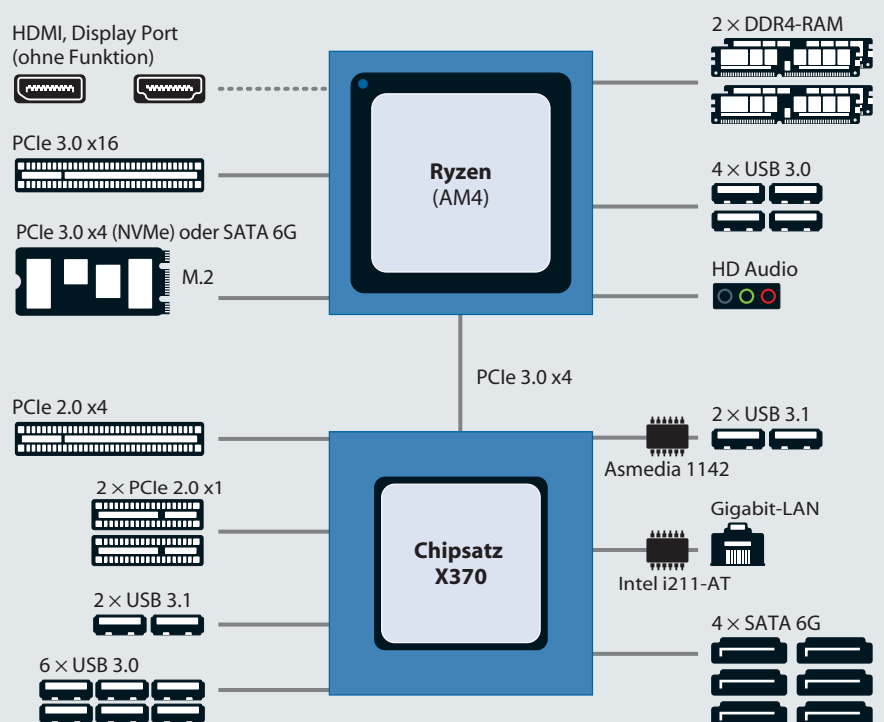 HDMI, Display Port
(ohne Funktion)
PCIe 3.0 x16
PCIe 3.0 x4 (NVMe) oder SATA 6G
M.2
Ryzen
(AM4)
2 × DDR4-RAM
4 × USB 3.0
HD Audio
PCIe 3.0 x4
PCIe 2.0 x4
2 × PCIe 2.0 x1
2 × USB 3.1
6 × USB 3.0
Chipsatz
X370
2 × USB 3.1
Asmedia 1142
Gigabit-LAN
Intel i211-AT
4 × SATA 6G